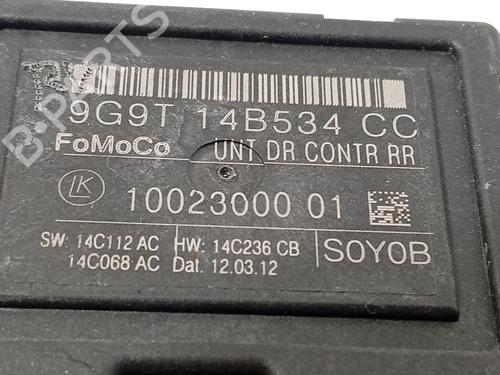 B-PARTS
9G9T 14B534 CC
FoMoCo UNT DR CONTR RR
LK 10023000 01
SW: 14C112 AC HW: 14C236 CB S0Y0B
14C068 AC Dat. 12.03.12